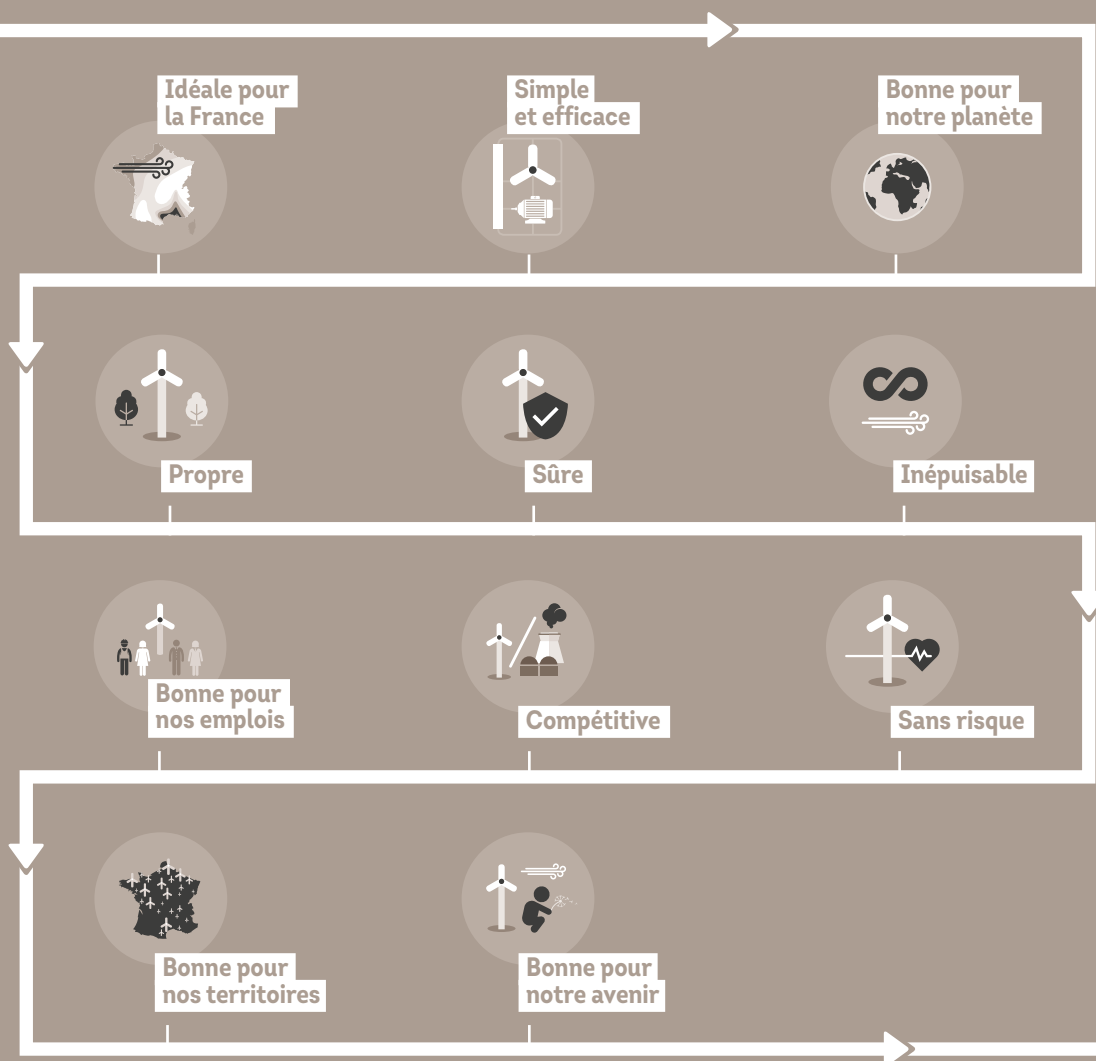 Idéale pour
la France
Simple
et efficace
Bonne pour
notre planète
Propre
Sûre
Inépuisable
Bonne pour
nos emplois
Compétitive
Sans risque
Bonne pour
nos territoires
Bonne pour
notre avenir